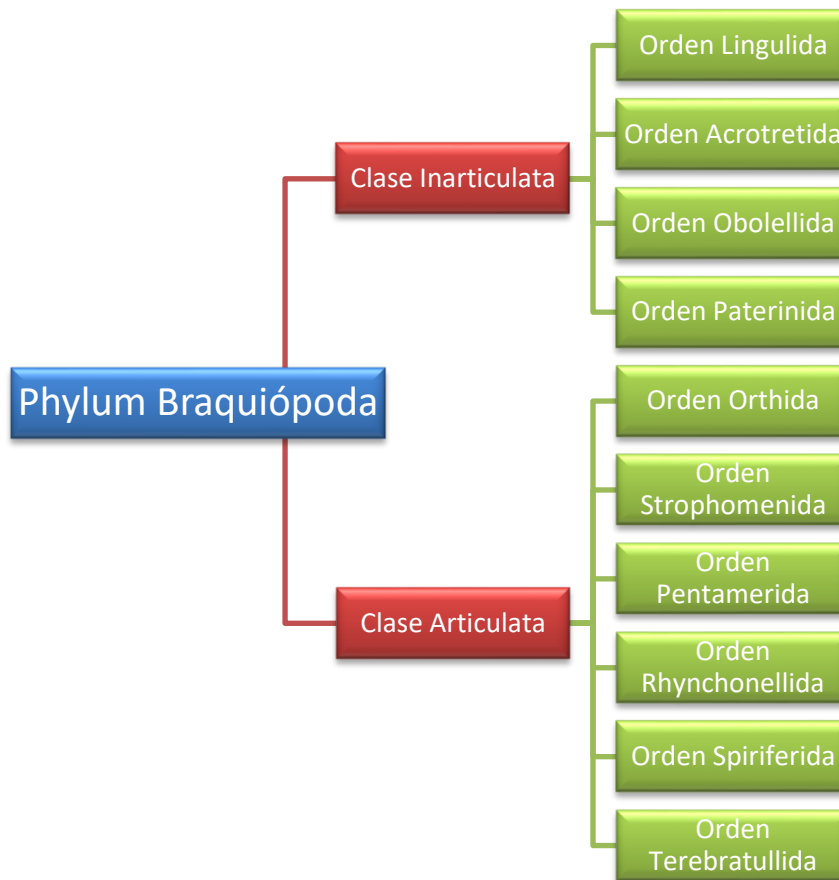 Orden Lingulida
Orden Acrotretida
Clase Inarticulata
Orden Obolellida
Orden Paterinida
Phylum Braquiópoda
Orden Orthida
Orden
Strophomenida
Orden
Pentamerida
Clase Articulata
Orden
Rhynchonellida
Orden Spiriferida
Orden
Terebratullida